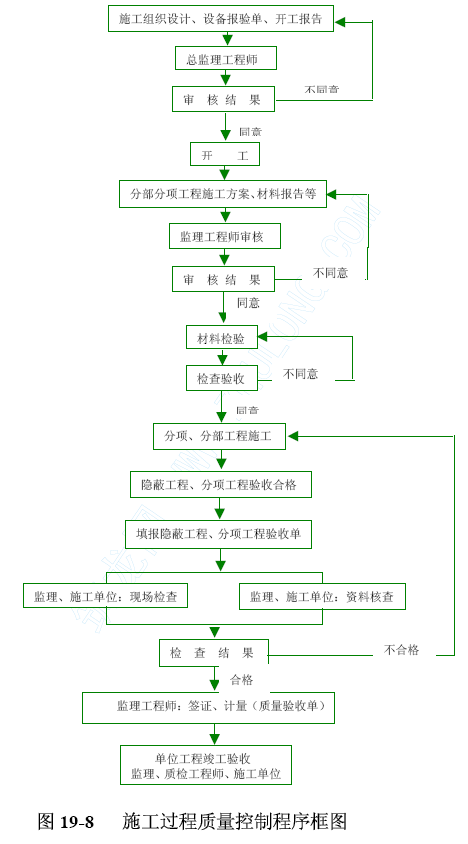 施工组织设计、设备报验单、开工报告
总监理工程师
审 核 结 果
不同意
同意
开 工
分部分项工程施工方案、材料报告等
监理工程师审核
审 核 结 果
不同意
同意
材料检验
检查验收
不同意
同意
分项、分部工程施工
隐蔽工程、分项工程验收合格
填报隐蔽工程、分项工程验收单
监理、施工单位：现场检查
监理、施工单位：资料核查
检 查 结 果
不合格
合格
监理工程师：签证、计量（质量验收单）
单位工程竣工验收
监理、质检工程师、施工单位
图 19-8 施工过程质量控制程序框图